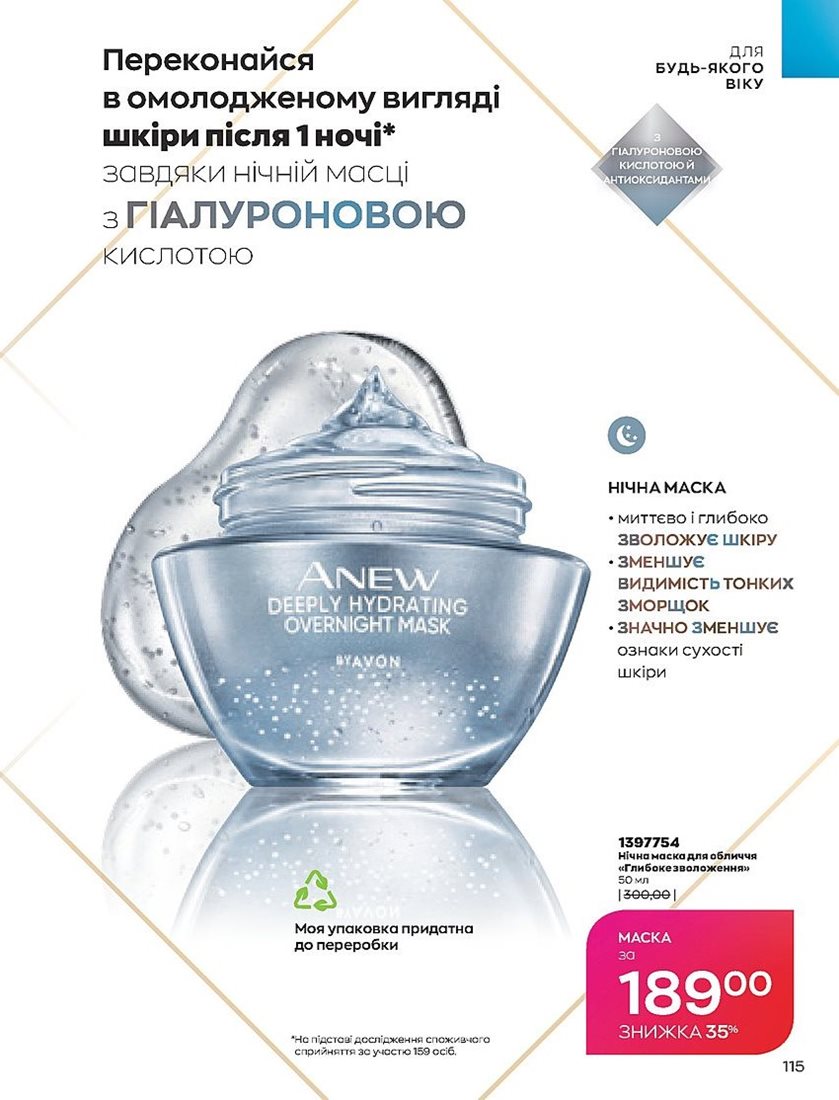 Переконайся
в омолодженому вигляді
шкіри після 1 ночі*
завдяки нічній масці
з ГІАЛУРОНОВОЮ
кислотою
ДЛЯ
БУДЬ-ЯКОГО
ВІКУ
З
ГІАЛУРОНОВОЮ
КИСЛОТОЮ Й
АНТИОКСИДАНТАМИ
ANEW
DEEPLY HYDRATING
OVERNIGHT MASK
BY AVON
НІЧНА МАСКА
• миттєво і глибоко
ЗВОЛОЖУЄ ШКІРУ
• ЗМЕНШУЄ
ВИДИМІСТЬ ТОНКИХ
ЗМОРЩОК
• ЗНАЧНО ЗМЕНШУЄ
ознаки сухості
шкіри
Моя упаковка придатна
до переробки
1397754
Нічна маска для обличчя
«Глибоке зволоження»
50 мл
|300,00|
МАСКА
за
189⁰⁰
ЗНИЖКА 35%
*На підставі дослідження споживчого
сприйняття за участю 159 осіб.
115